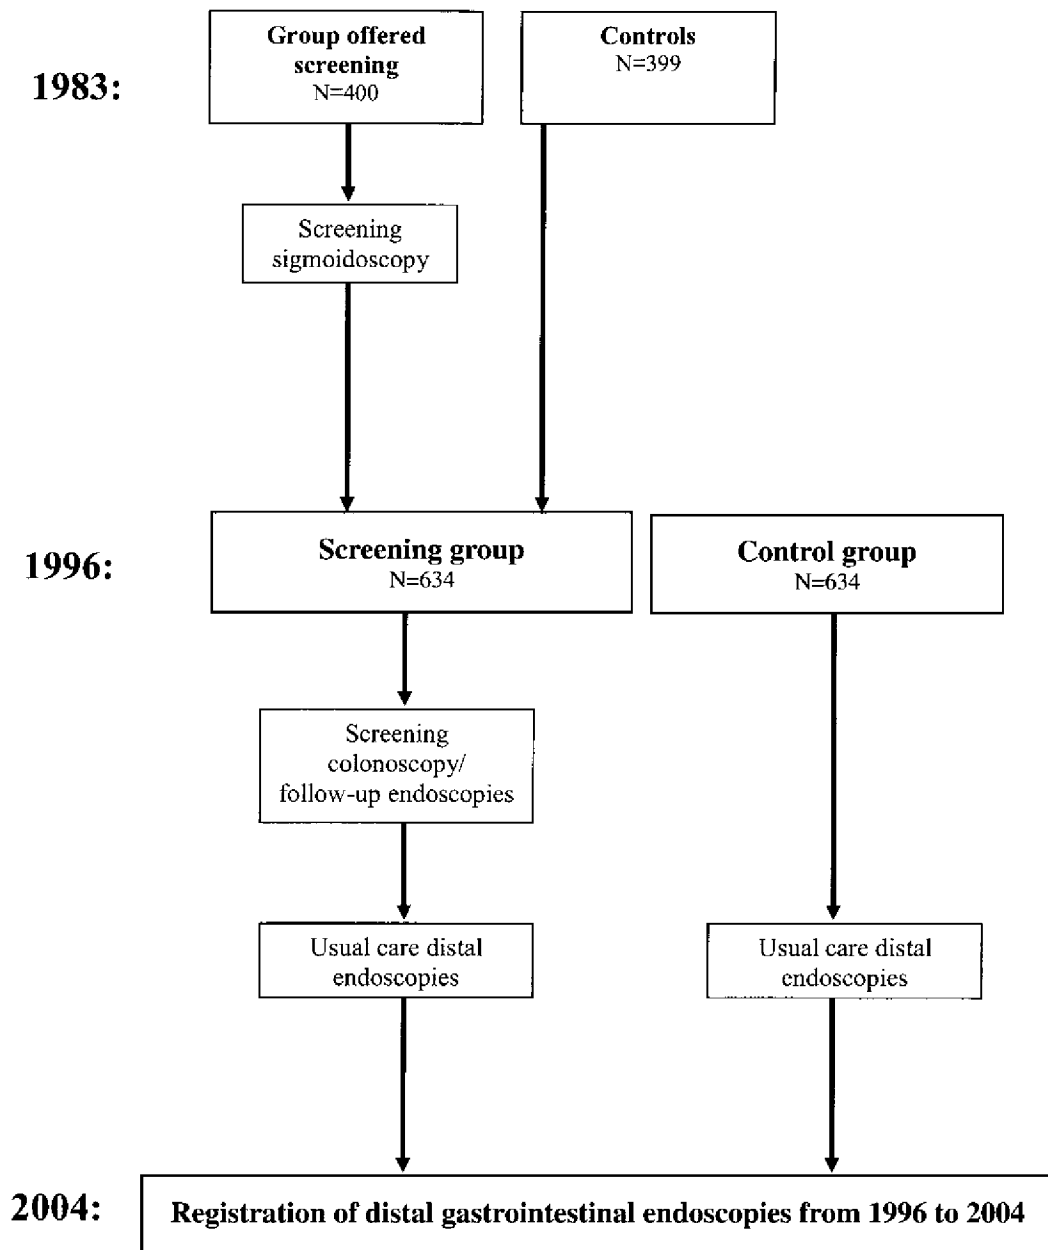 1983:
Group offered
screening
N=400
Controls
N=399
Screening
sigmoidoscopy
1996:
Screening group
N=634
Control group
N=634
Screening
colonoscopy/
follow-up endoscopies
Usual care distal
endoscopies
Usual care distal
endoscopies
2004:
Registration of distal gastrointestinal endoscopies from 1996 to 2004